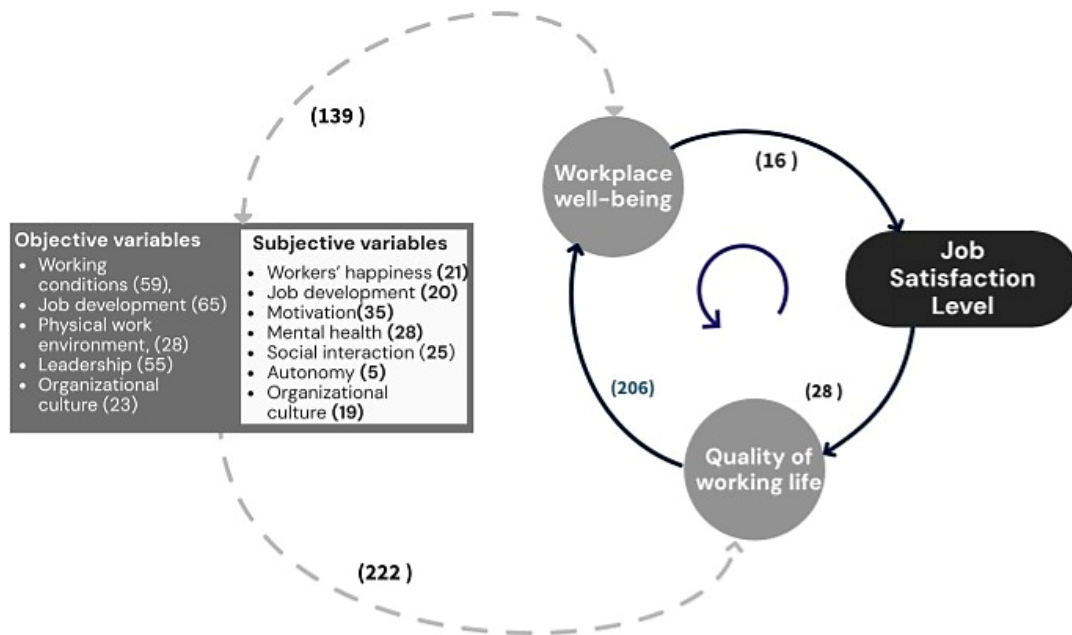 (139 )
Workplace
well-being
(16 )
Job
Satisfaction
Level
Objective variables
• Working
conditions (59),
• Job development (65)
• Physical work
environment, (28)
• Leadership (55)
• Organizational
culture (23)
Subjective variables
• Workers’ happiness (21)
• Job development (20)
• Motivation(35)
• Mental health (28)
• Social interaction (25)
• Autonomy (5)
• Organizational
culture (19)
(206)
(28 )
Quality of
working life
(222 )